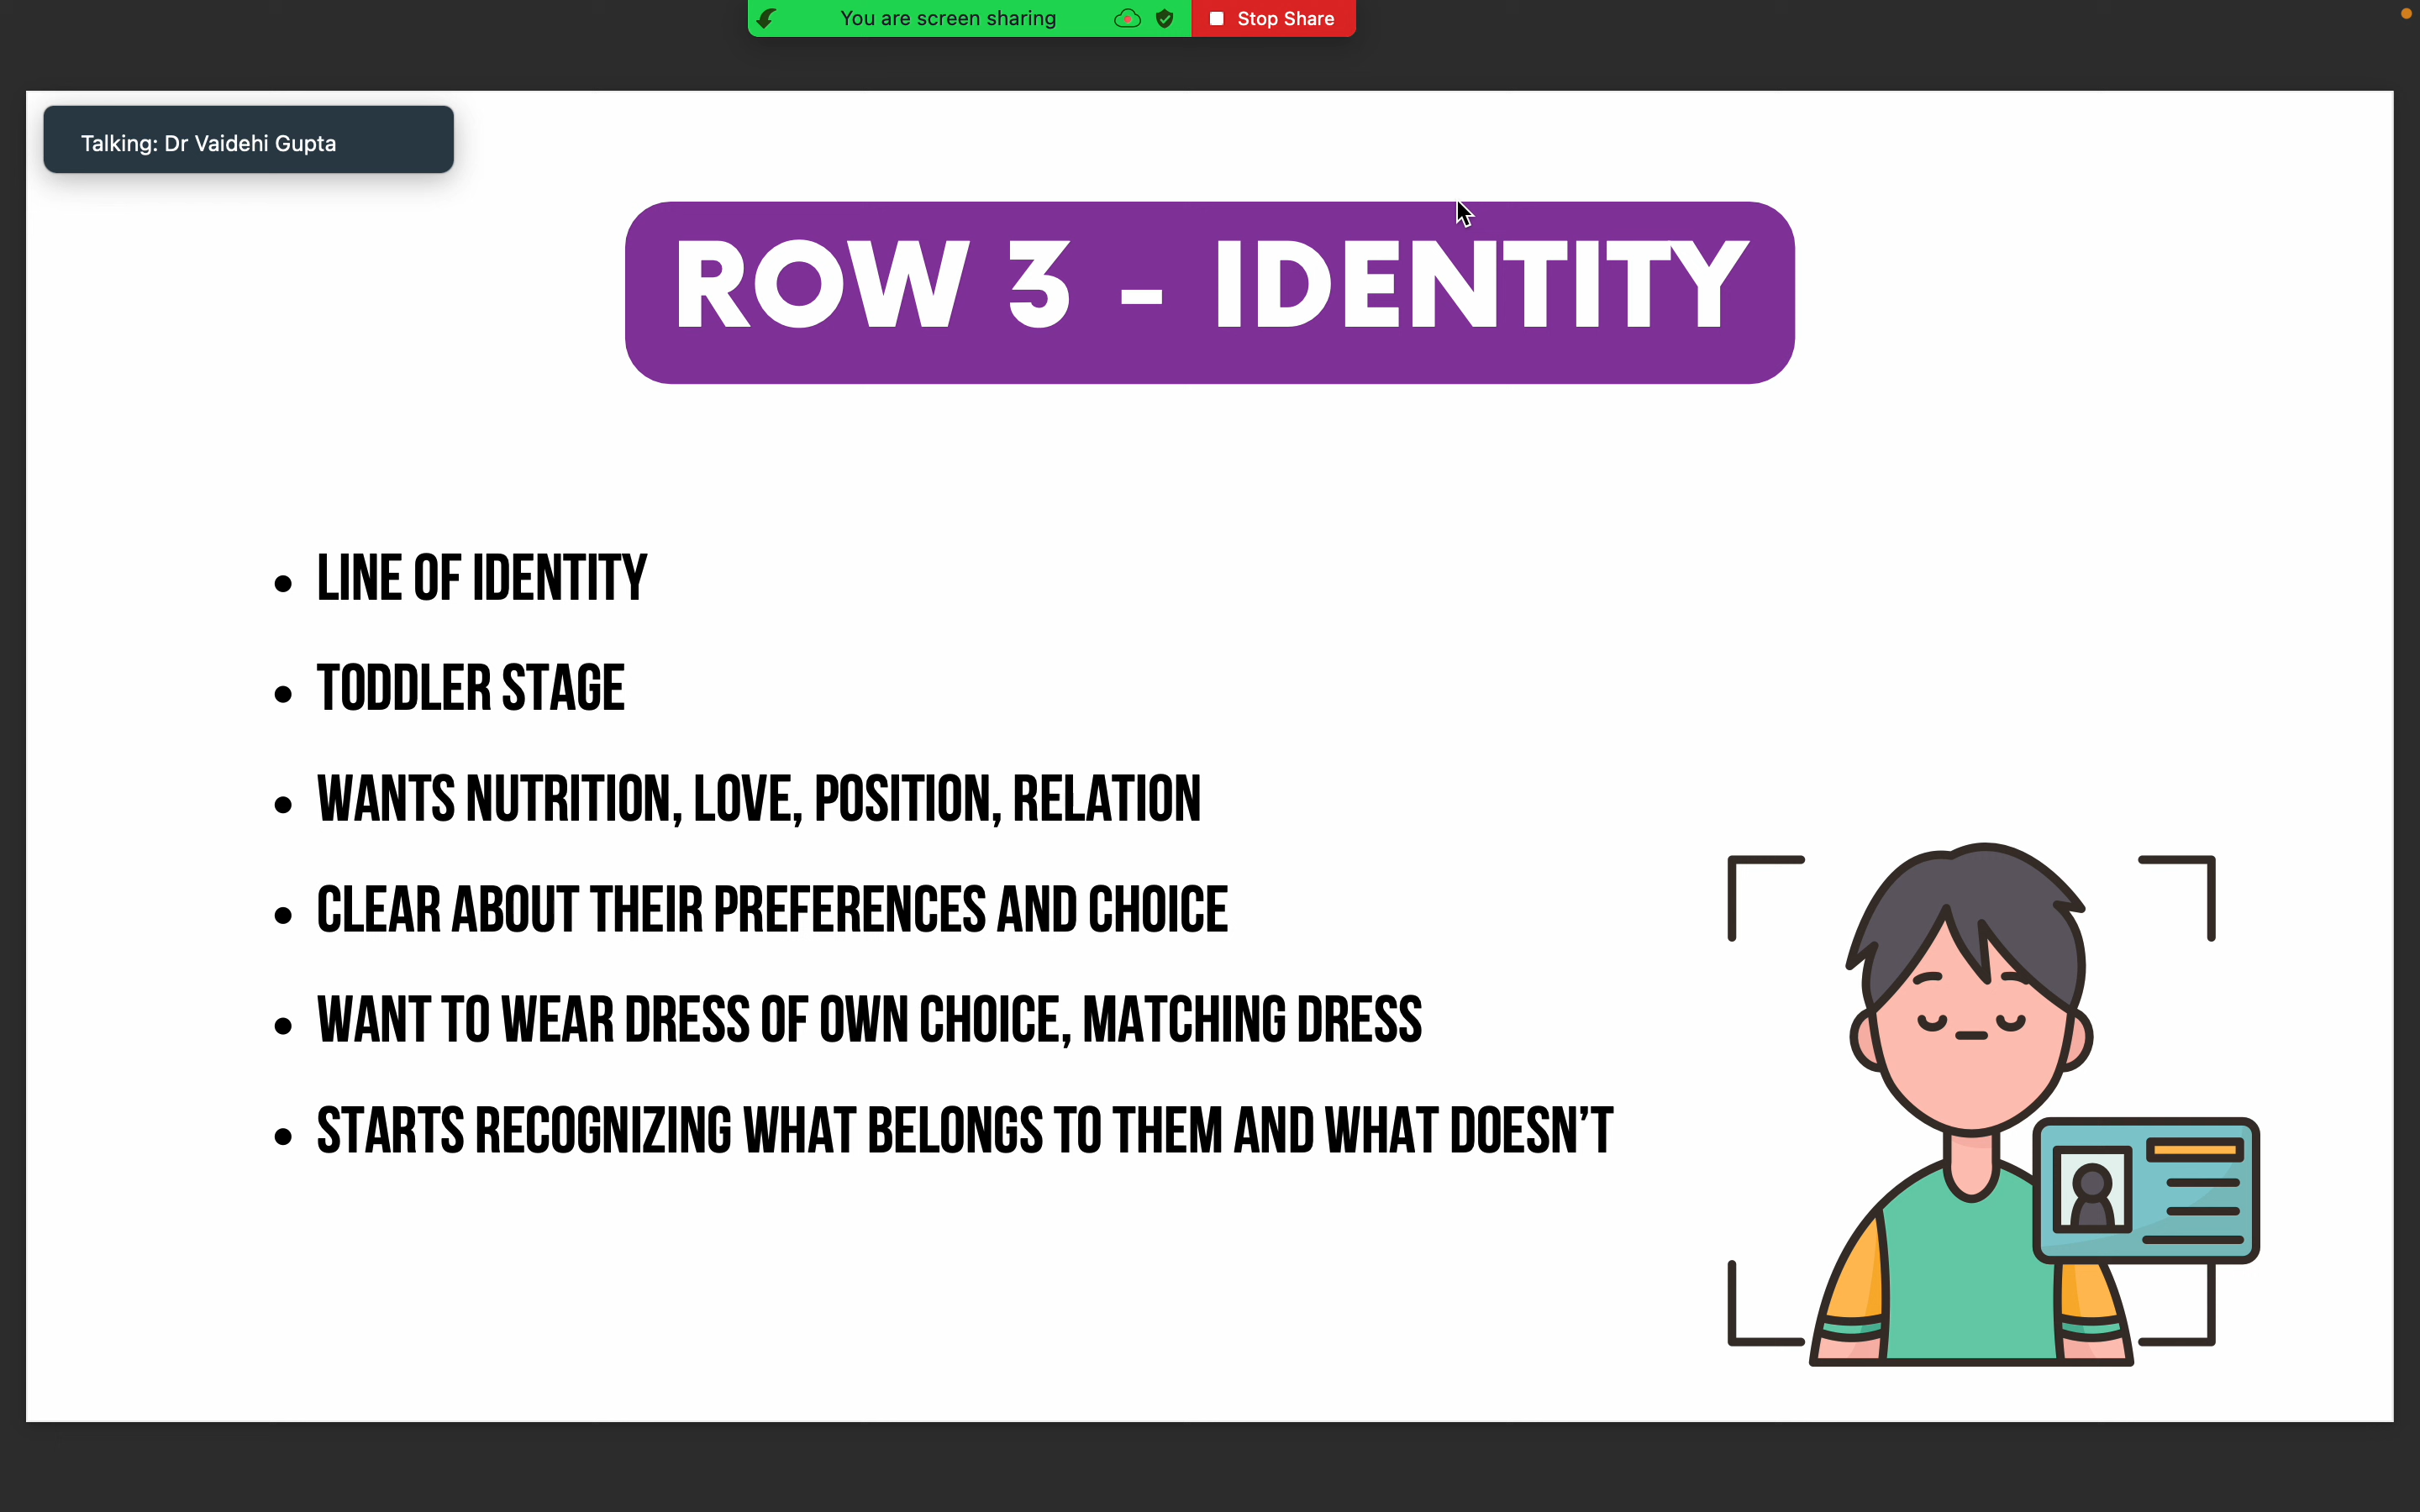 You are screen sharing
Stop Share
Talking: Dr Vaidehi Gupta
ROW 3 - IDENTITY
• LINE OF IDENTITY
• TODDLER STAGE
• WANTS NUTRITION, LOVE, POSITION, RELATION
• CLEAR ABOUT THEIR PREFERENCES AND CHOICE
• WANT TO WEAR DRESS OF OWN CHOICE, MATCHING DRESS
• STARTS RECOGNIZING WHAT BELONGS TO THEM AND WHAT DOESN’T